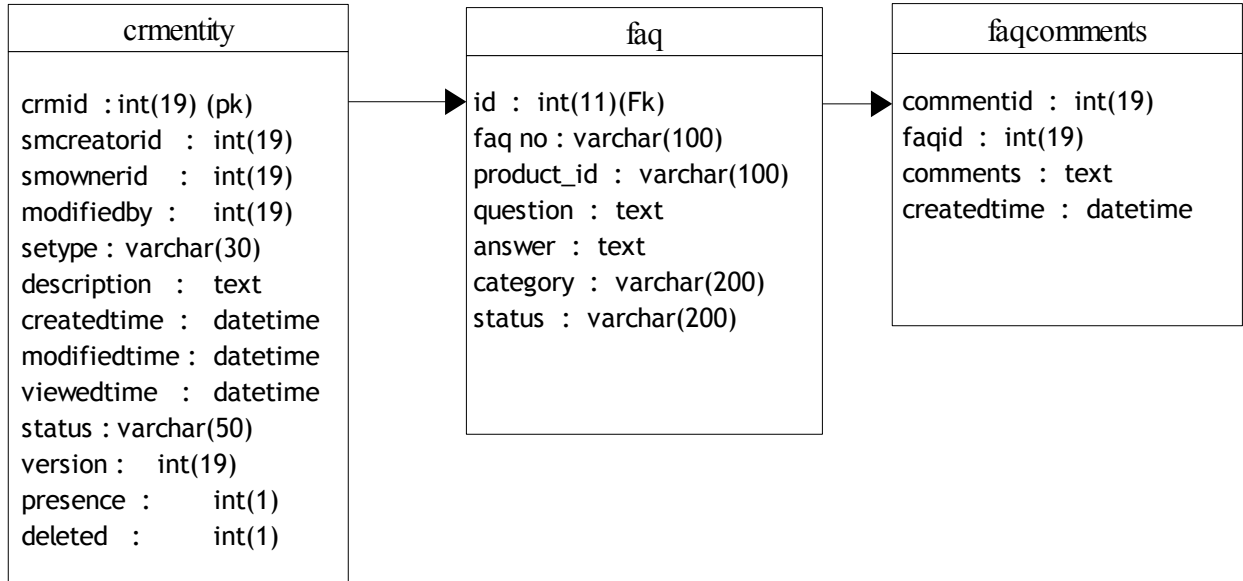 crmentity
crmid : int(19) (pk)
smcreatorid : int(19)
smownerid : int(19)
modifiedby : int(19)
setype : varchar(30)
description : text
createdtime : datetime
modifiedtime : datetime
viewedtime : datetime
status : varchar(50)
version : int(19)
presence : int(1)
deleted : int(1)
faq
id : int(11)(Fk)
faq no : varchar(100)
product_id : varchar(100)
question : text
answer : text
category : varchar(200)
status : varchar(200)
faqcomments
commentid : int(19)
faqid : int(19)
comments : text
createdtime : datetime